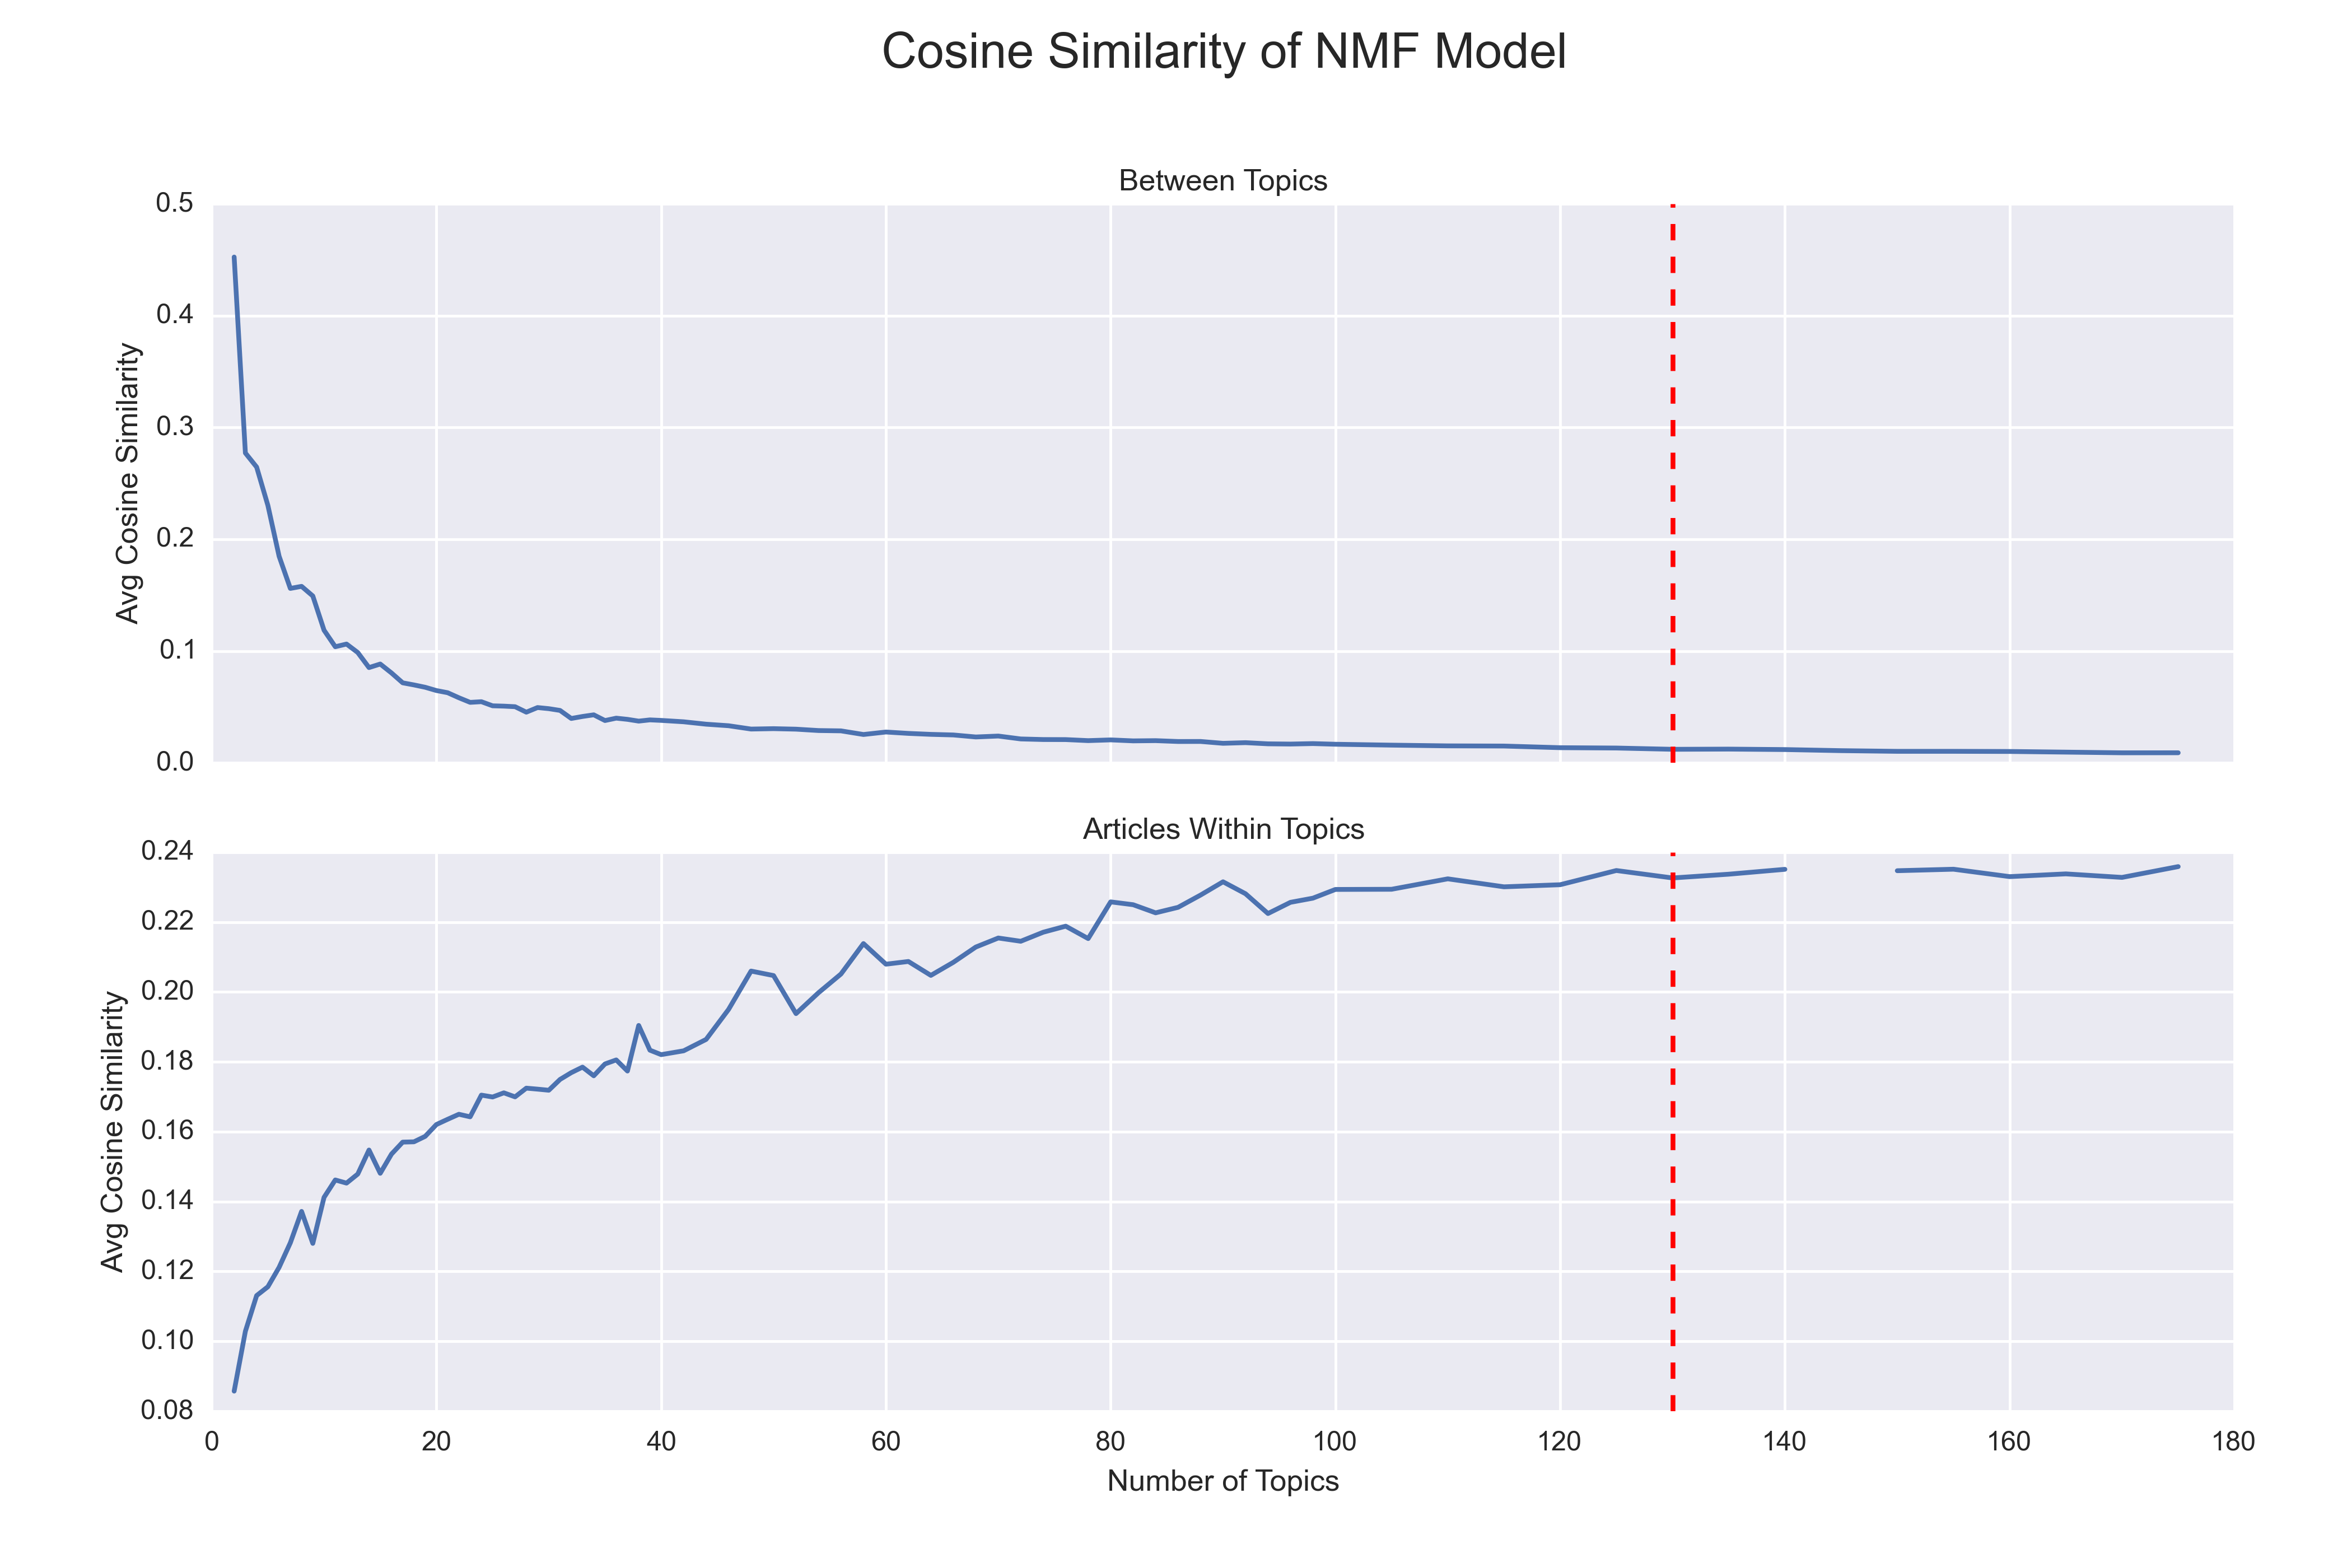 Cosine Similarity of NMF Model
Between Topics
0.5
0.4
0.3
0.2
0.1
0.0
Avg Cosine Similarity
Articles Within Topics
0.24
0.22
0.20
0.18
0.16
0.14
0.12
0.10
0.08
Avg Cosine Similarity
0 20 40 60 80 100 120 140 160 180
Number of Topics